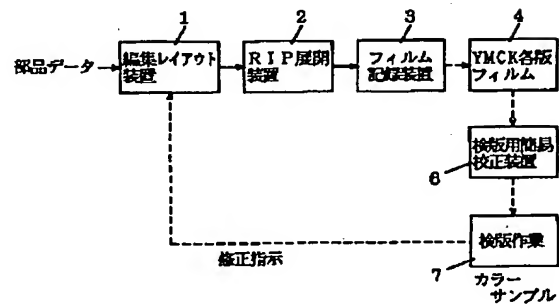 1
2
3
4
部品データ
編集レイアウト
装置
RIP展開
装置
フィルム
記録装置
YMCK各版
フィルム
検版用簡易
校正装置
6
検版作業
7
修正指示
カラー
サンプル